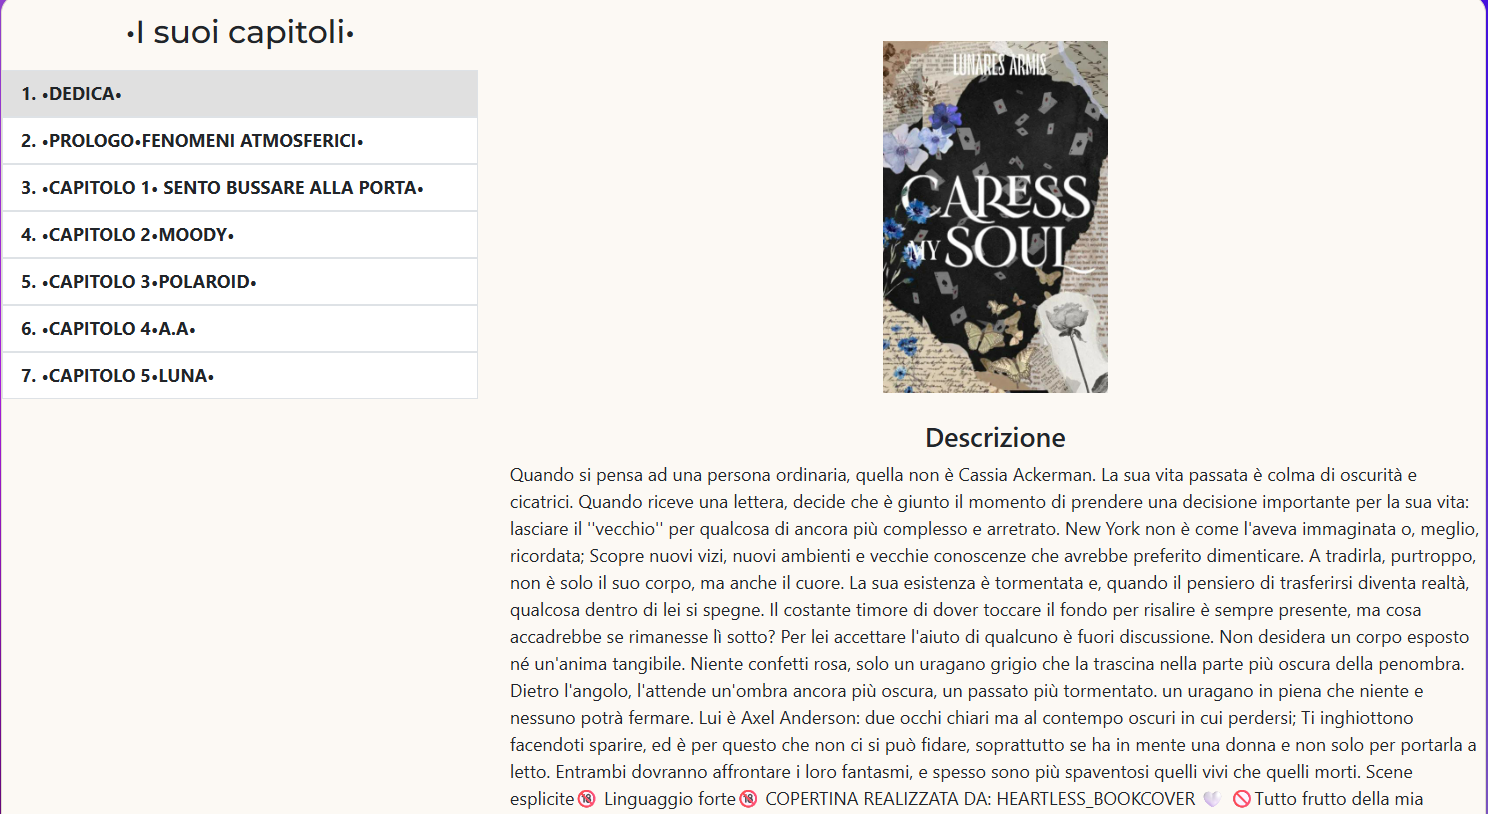 •I suoi capitoli•
1. •DEDICA•
2. •PROLOGO•FENOMENI ATMOSFERICI•
3. •CAPITOLO 1• SENTO BUSSARE ALLA PORTA•
4. •CAPITOLO 2•MOODY•
5. •CAPITOLO 3•POLAROID•
6. •CAPITOLO 4•A.A•
7. •CAPITOLO 5•LUNA•
LUNARES ARMIS
CARESS
MY SOUL
Descrizione
Quando si pensa ad una persona ordinaria, quella non è Cassia Ackerman. La sua vita passata è colma di oscurità e
cicatrici. Quando riceve una lettera, decide che è giunto il momento di prendere una decisione importante per la sua vita:
lasciare il ''vecchio'' per qualcosa di ancora più complesso e arretrato. New York non è come l'aveva immaginata o, meglio,
ricordata; Scopre nuovi vizi, nuovi ambienti e vecchie conoscenze che avrebbe preferito dimenticare. A tradirla, purtroppo,
non è solo il suo corpo, ma anche il cuore. La sua esistenza è tormentata e, quando il pensiero di trasferirsi diventa realtà,
qualcosa dentro di lei si spegne. Il costante timore di dover toccare il fondo per risalire è sempre presente, ma cosa
accadrebbe se rimanesse lì sotto? Per lei accettare l'aiuto di qualcuno è fuori discussione. Non desidera un corpo esposto
né un'anima tangibile. Niente confetti rosa, solo un uragano grigio che la trascina nella parte più oscura della penombra.
Dietro l'angolo, l'attende un'ombra ancora più oscura, un passato più tormentato. un uragano in piena che niente e
nessuno potrà fermare. Lui è Axel Anderson: due occhi chiari ma al contempo oscuri in cui perdersi; Ti inghiottono
facendoti sparire, ed è per questo che non ci si può fidare, soprattutto se ha in mente una donna e non solo per portarla a
letto. Entrambi dovranno affrontare i loro fantasmi, e spesso sono più spaventosi quelli vivi che quelli morti. Scene
esplicite🔞 Linguaggio forte🔞 COPERTINA REALIZZATA DA: HEARTLESS_BOOKCOVER 🤍 🚫Tutto frutto della mia